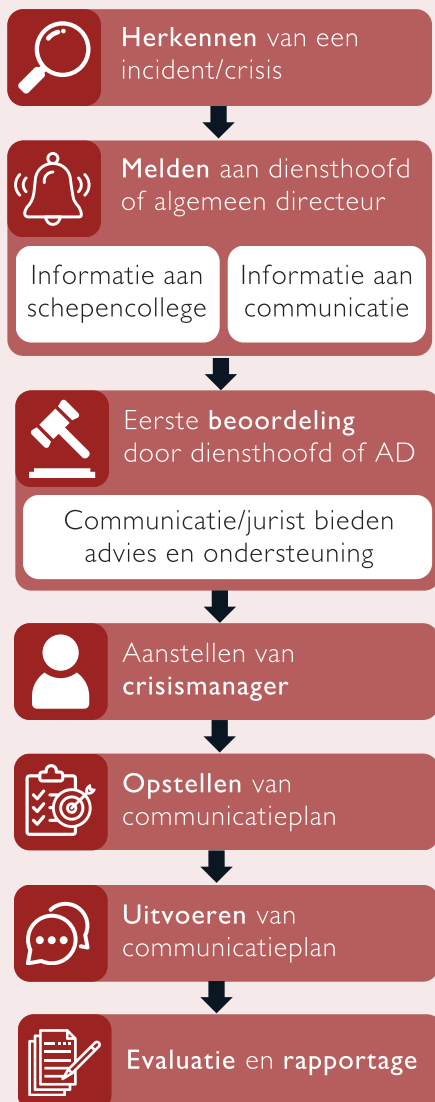 Herkennen van een
incident/crisis
Melden aan diensthoofd
of algemeen directeur
Informatie aan
schepencollege
Informatie aan
communicatie
Eerste beoordeling
door diensthoofd of AD
Communicatie/jurist bieden
advies en ondersteuning
Aanstellen van
crisismanager
Opstellen van
communicatieplan
Uitvoeren van
communicatieplan
Evaluatie en rapportage